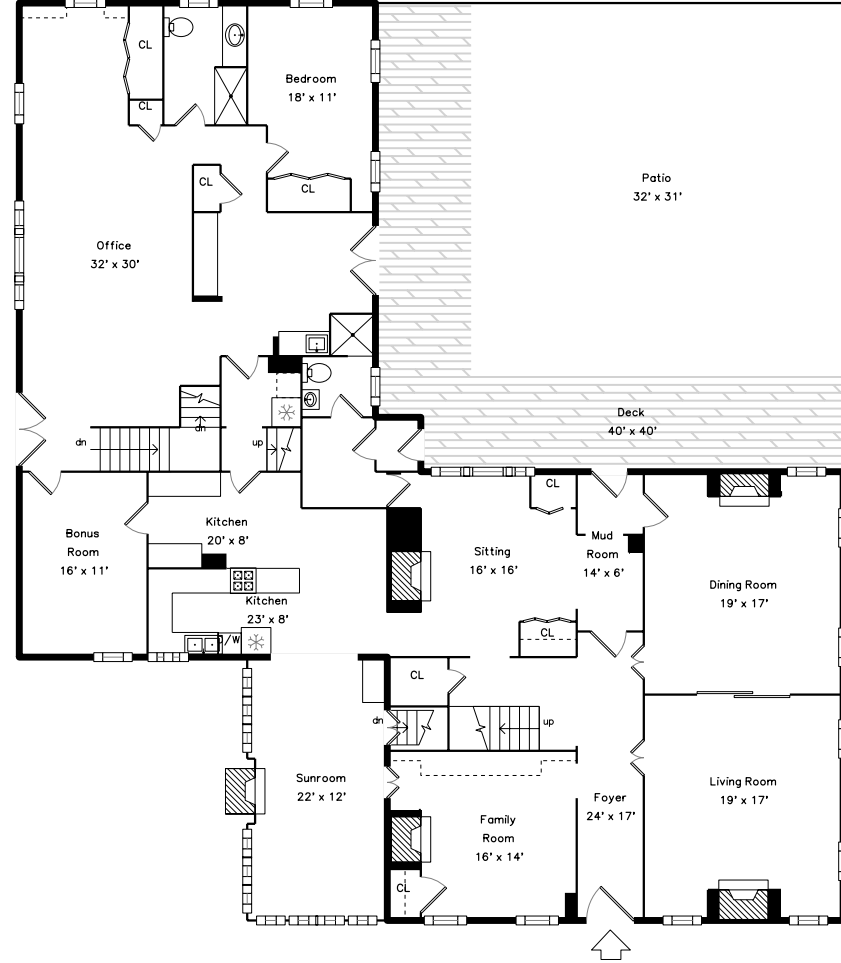 CL
Bedroom
18' x 11'
CL
CL
CL
Patio
32' x 31'
Office
32' x 30'
Deck
40' x 40'
dn
dn
up
CL
Kitchen
20' x 8'
Bonus
Room
16' x 11'
Mud
Room
14' x 6'
Sitting
16' x 16'
Dining Room
19' x 17'
Kitchen
23' x 8'
/W
CL
CL
dn
up
Sunroom
22' x 12'
Living Room
19' x 17'
Foyer
24' x 17'
Family
Room
16' x 14'
CL